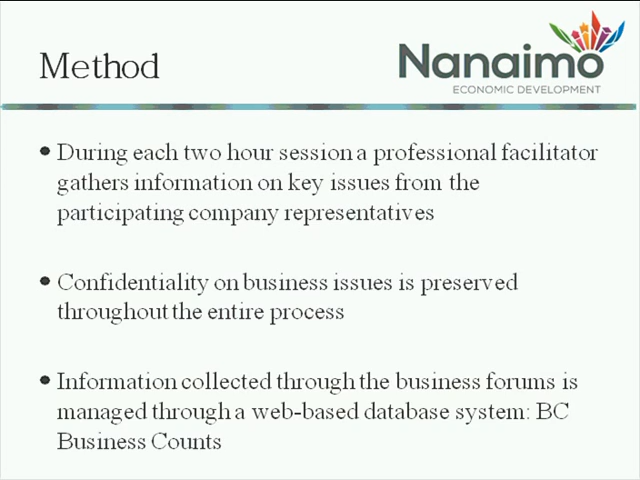 Method
Nanaimo
ECONOMIC DEVELOPMENT
During each two hour session a professional facilitator
gathers information on key issues from the
participating company representatives
Confidentiality on business issues is preserved
throughout the entire process
Information collected through the business forums is
managed through a web-based database system: BC
Business Counts